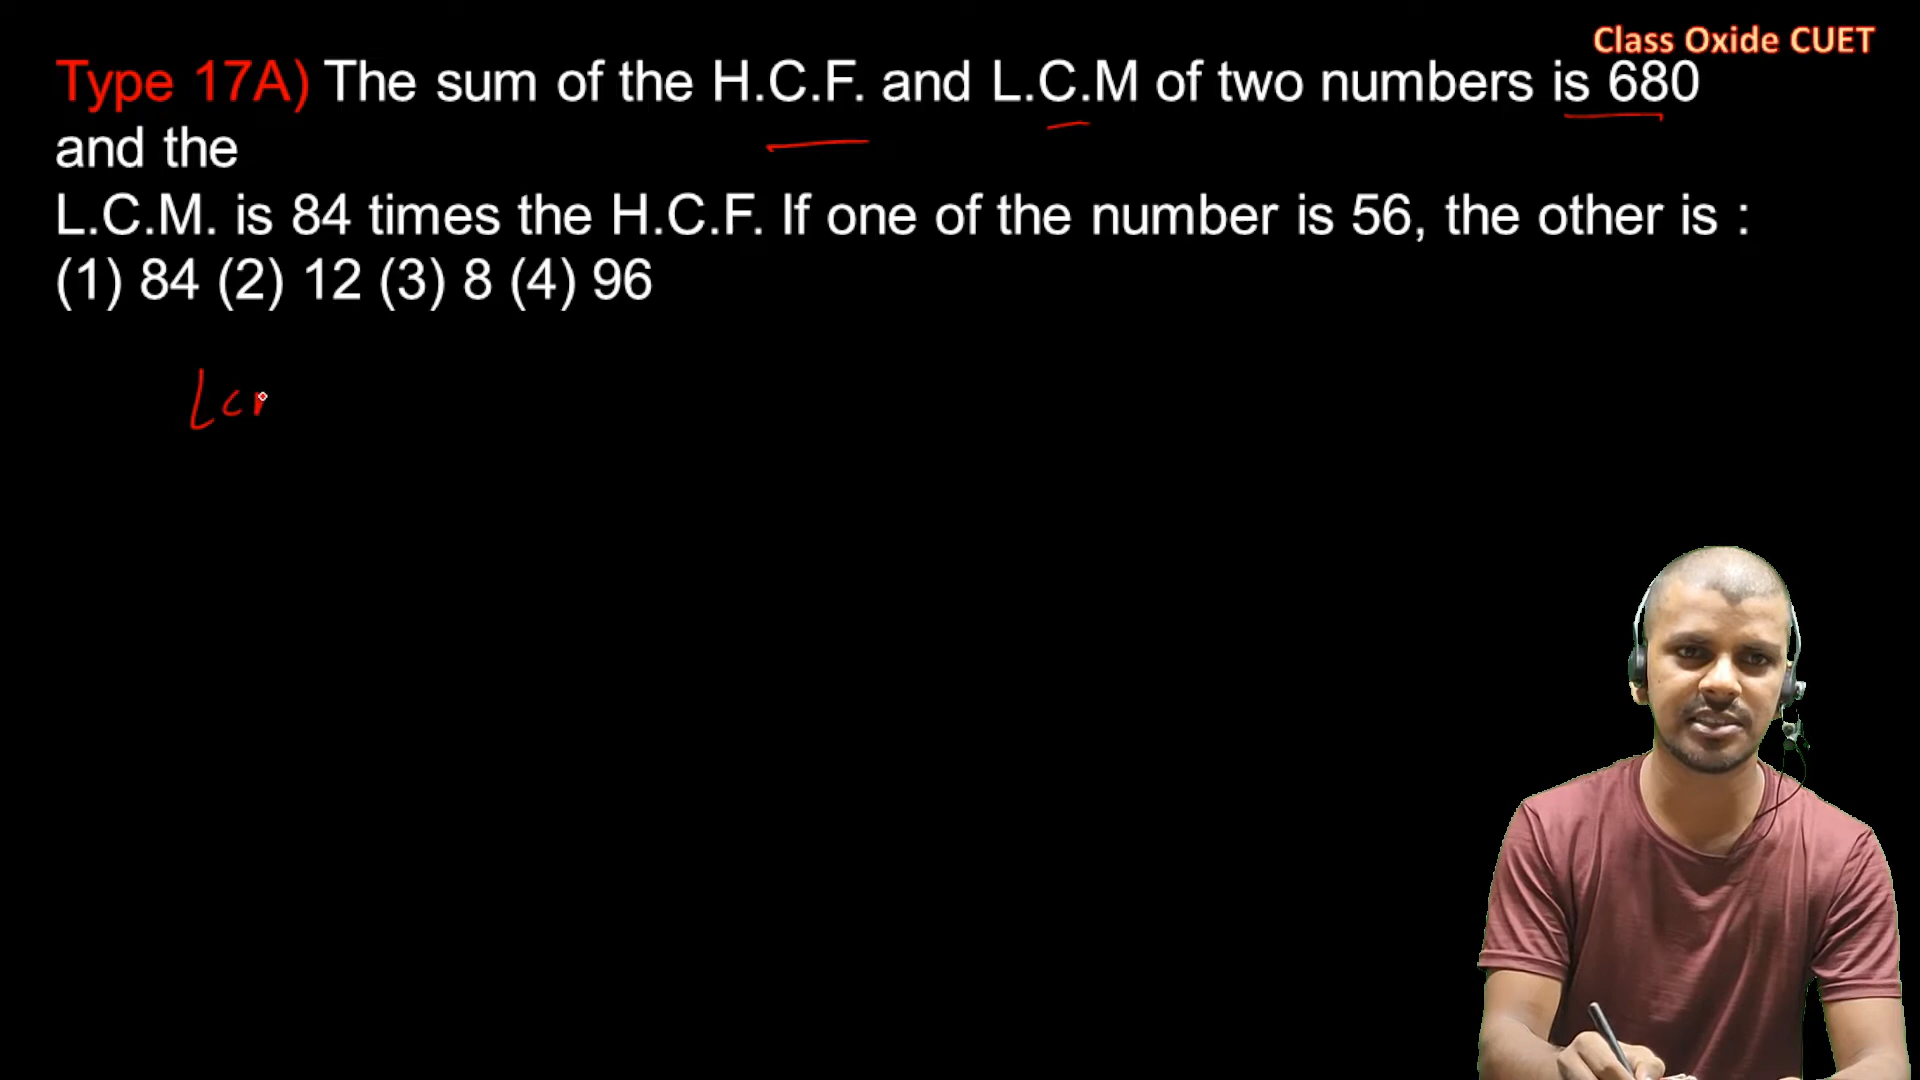 Class Oxide CUET
Type 17A) The sum of the H.C.F. and L.C.M of two numbers is 680
and the
L.C.M. is 84 times the H.C.F. If one of the number is 56, the other is :
(1) 84 (2) 12 (3) 8 (4) 96